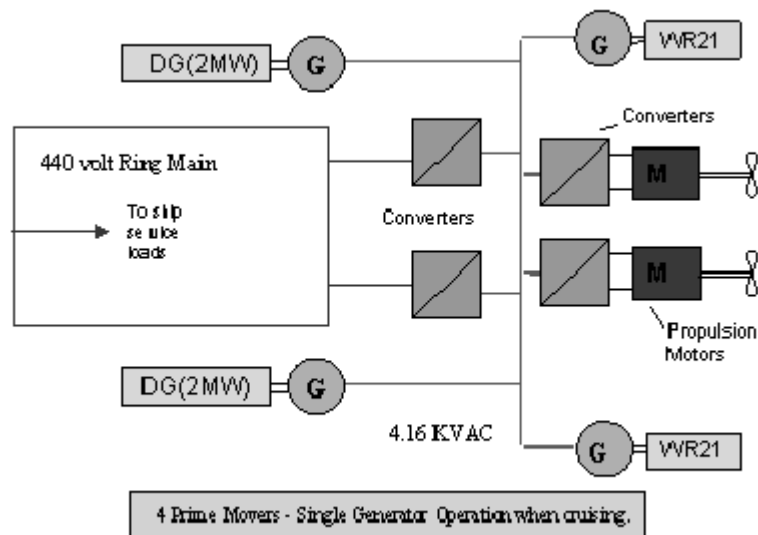 DG(2MW)
G
G
WR21
Converters
440 volt Ring Main
M
To ship
service
loads
Converters
M
Propulsion
Motors
DG(2MW)
G
4.16 KVAC
G
WR21
4 Prime Movers - Single Generator Operation when cruising.